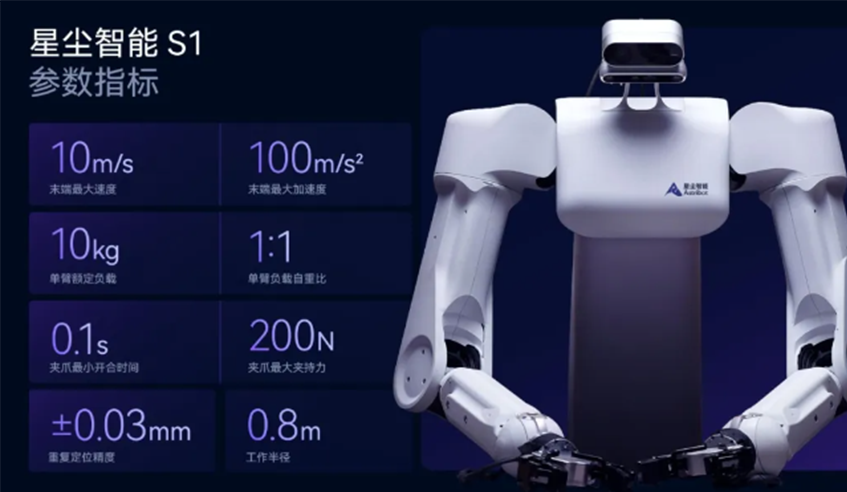 星尘智能 S1
参数指标
10m/s
末端最大速度
100m/s²
末端最大加速度
10kg
单臂额定负载
1:1
单臂负载自重比
0.1s
夹爪最小开合时间
200N
夹爪最大夹持力
±0.03mm
重复定位精度
0.8m
工作半径
星尘智能
Astribot